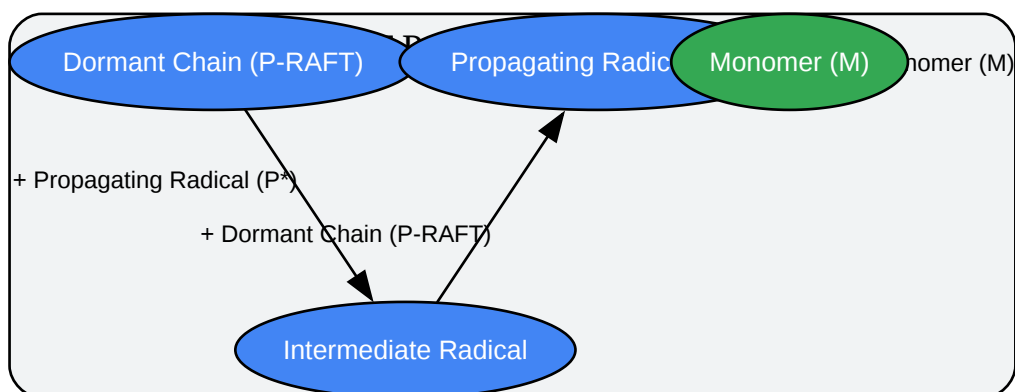 Dormant Chain (P-RAFT)
Propagating Radic
Monomer (M)
nomer (M)
+ Propagating Radical (P*)
+ Dormant Chain (P-RAFT)
Intermediate Radical